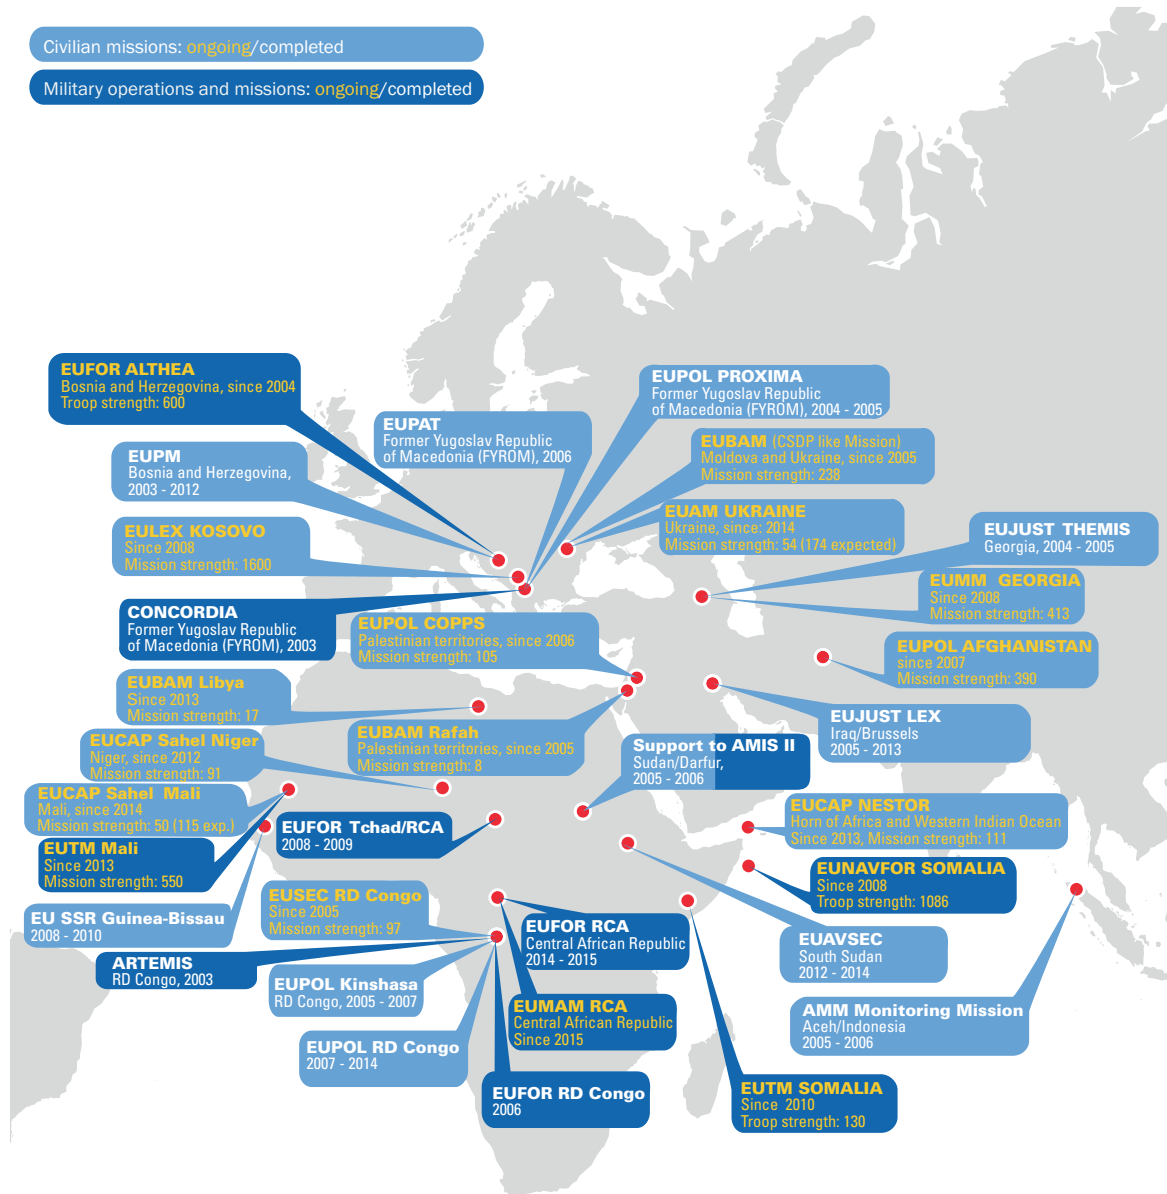 Civilian missions: ongoing/completed
Military operations and missions: ongoing/completed
EUFOR ALTHEA
Bosnia and Herzegovina, since 2004
Troop strength: 600
EUPOL PROXIMA
Former Yugoslav Republic
of Macedonia (FYROM), 2004 - 2005
EUPAT
Former Yugoslav Republic
of Macedonia (FYROM), 2006
EUBAM (CSDP like Mission)
Moldova and Ukraine, since 2005
Mission strength: 238
EUPM
Bosnia and Herzegovina,
2003 - 2012
EUAM UKRAINE
Ukraine, since: 2014
Mission strength: 54 (174 expected)
EULEX KOSOVO
Since 2008
Mission strength: 1600
EUJUST THEMIS
Georgia, 2004 - 2005
EUMM GEORGIA
Since 2008
Mission strength: 413
CONCORDIA
Former Yugoslav Republic
of Macedonia (FYROM), 2003
EUPOL COPPS
Palestinian territories, since 2006
Mission strength: 105
EUPOL AFGHANISTAN
since 2007
Mission strength: 390
EUBAM Libya
Since 2013
Mission strength: 17
EUJUST LEX
Iraq/Brussels
2005 - 2013
EUBAM Rafah
Palestinian territories, since 2005
Mission strength: 8
EUCAP Sahel Niger
Niger, since 2012
Mission strength: 91
Support to AMIS II
Sudan/Darfur,
2005 - 2006
EUCAP Sahel Mali
Mali, since 2014
Mission strength: 50 (115 exp.)
EUCAP NESTOR
Horn of Africa and Western Indian Ocean
Since 2013, Mission strength: 111
EUFOR Tchad/RCA
2008 - 2009
EUTM Mali
Since 2013
Mission strength: 550
EUNAVFOR SOMALIA
Since 2008
Troop strength: 1086
EUSEC RD Congo
Since 2005
Mission strength: 97
EU SSR Guinea-Bissau
2008 - 2010
EUFOR RCA
Central African Republic
2014 - 2015
EUAVSEC
South Sudan
2012 - 2014
ARTEMIS
RD Congo, 2003
EUPOL Kinshasa
RD Congo, 2005 - 2007
EUMAM RCA
Central African Republic
Since 2015
AMM Monitoring Mission
Aceh/Indonesia
2005 - 2006
EUPOL RD Congo
2007 - 2014
EUFOR RD Congo
2006
EUTM SOMALIA
Since 2010
Troop strength: 130